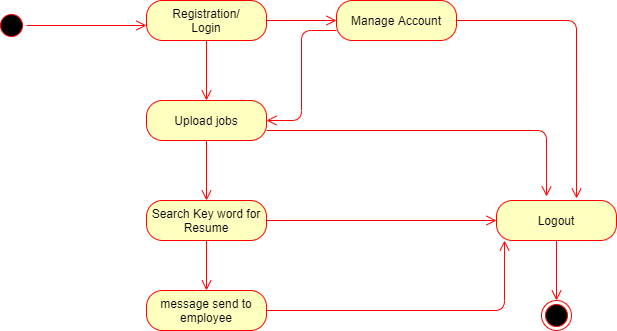 Registration/
Login
Manage Account
Upload jobs
Search Key word for
Resume
Logout
message send to
employee